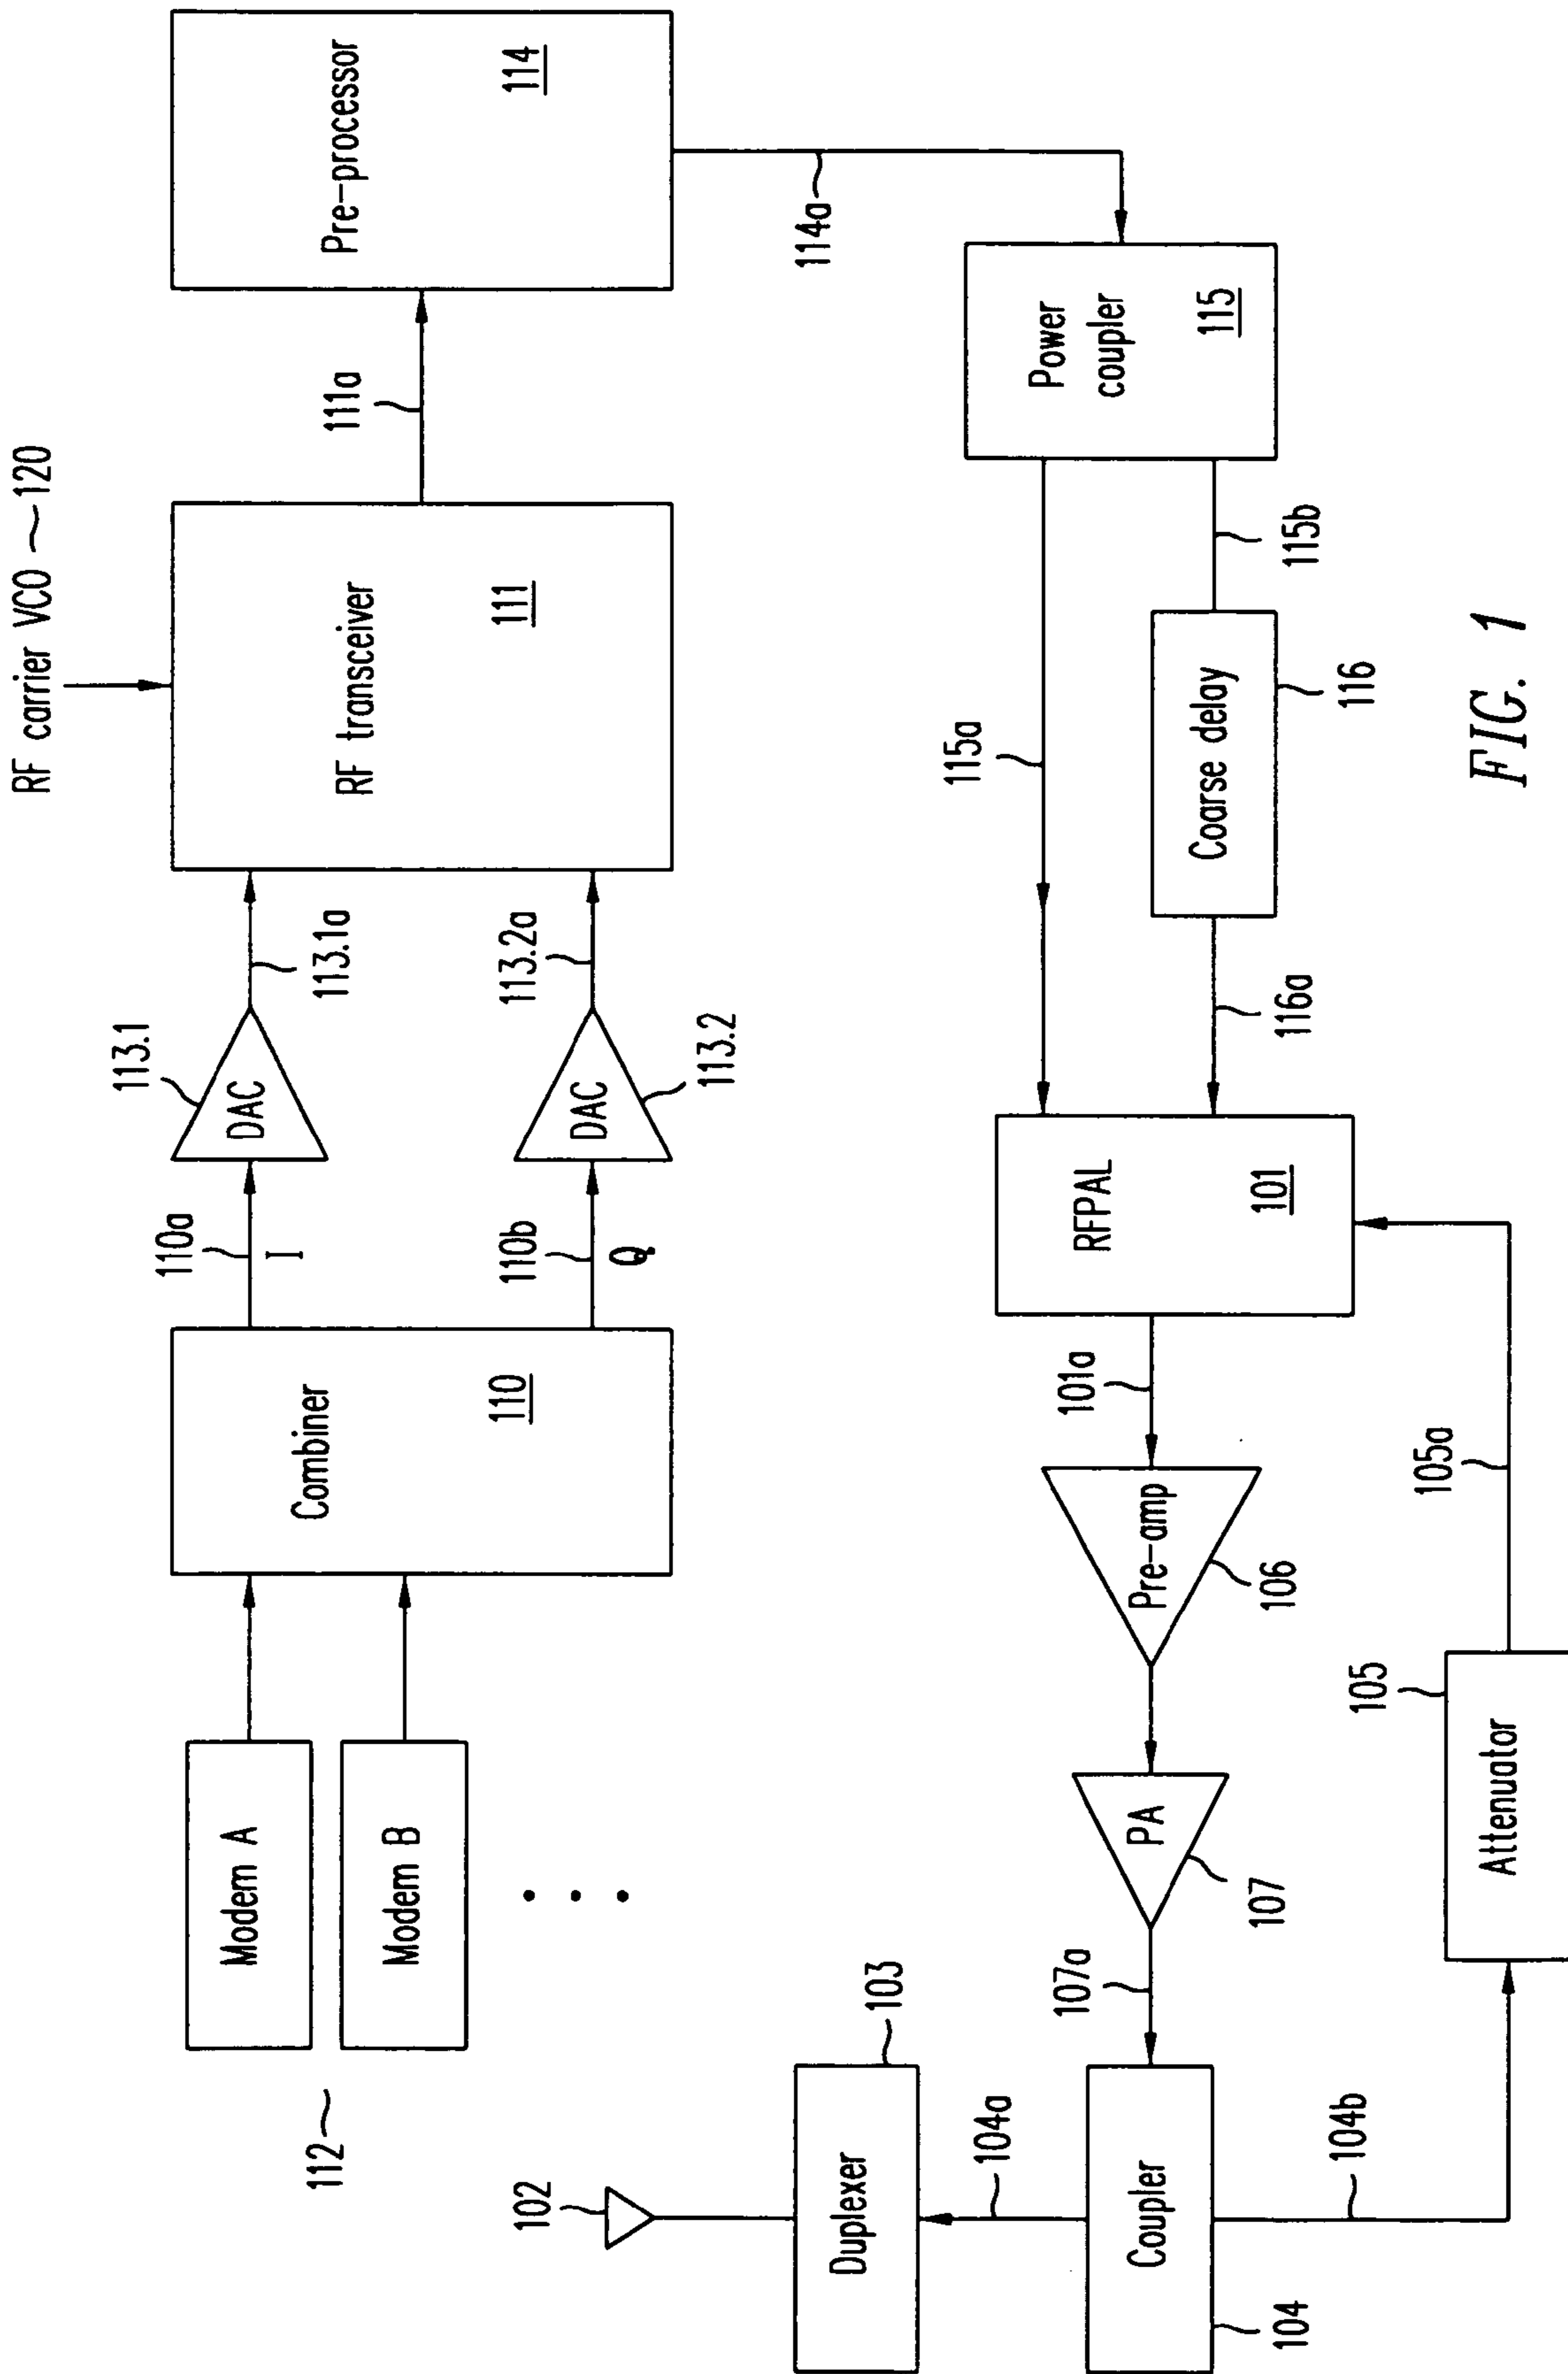 RF carrier VCO 120
Pre-processor
114
RF transceiver
111
111a
113.1
DAC
113.1a
113.2a
DAC
113.2
110a
I
110b
Q
Combiner
110
Modem A
Modem B
. . .
112
114a
Power
coupler
115
115a
115b
Coarse delay
116
116a
RFPAL
101
101a
Pre-amp
106
PA
107
107a
105a
105
Attenuator
102
Duplexer
103
104a
Coupler
104
104b
FIG. 1